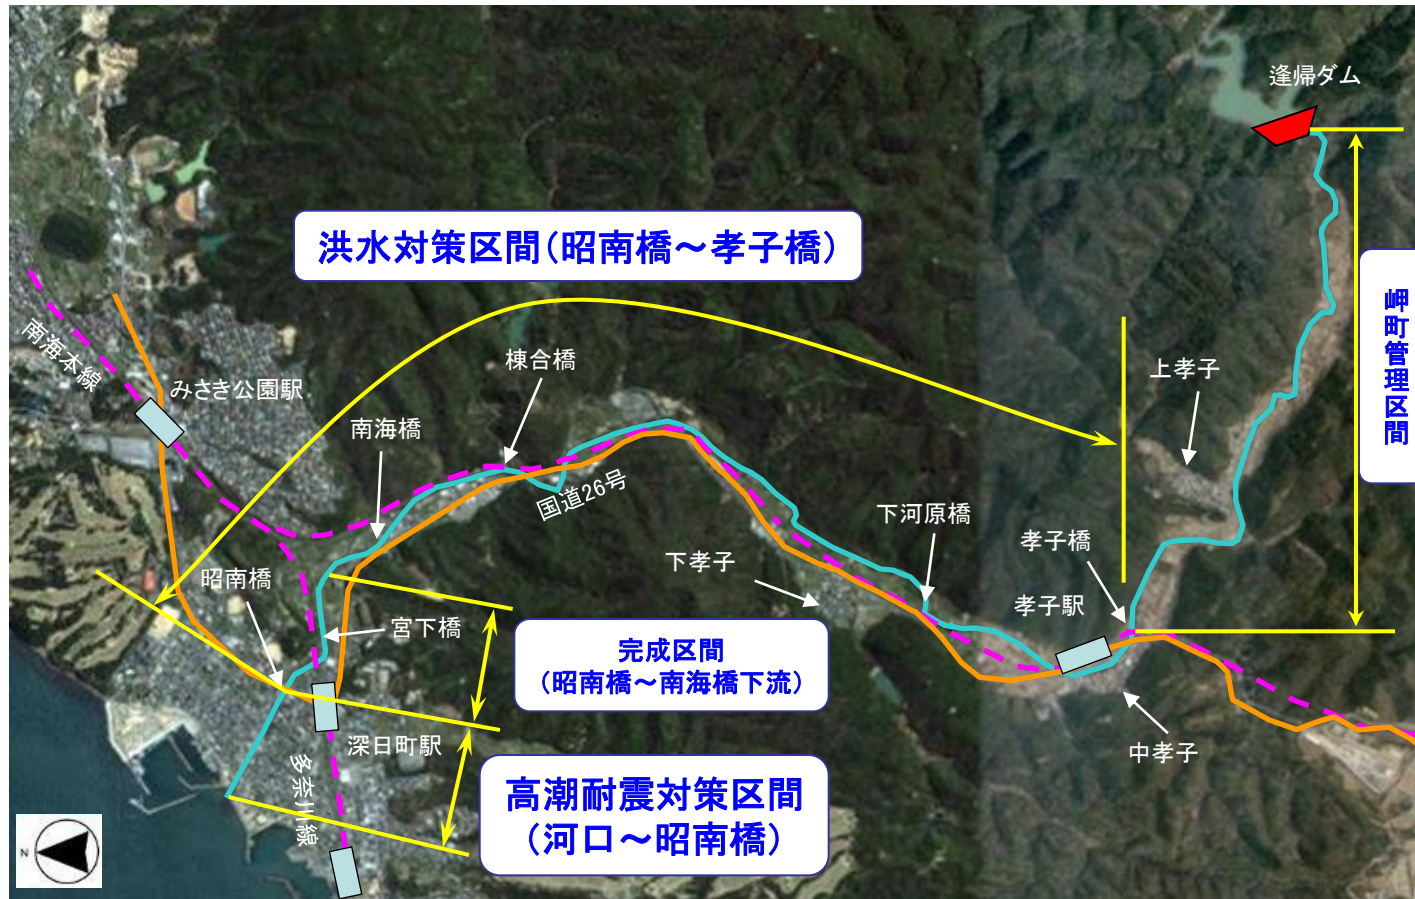 逢帰ダム
洪水対策区間(昭南橋～孝子橋)
岬町管理区間
南海本線
みさき公園駅
棟合橋
上孝子
南海橋
国道26号
下河原橋
孝子橋
下孝子
昭南橋
孝子駅
宮下橋
完成区間
(昭南橋～南海橋下流)
深日町駅
中孝子
多奈川線
高潮耐震対策区間
(河口～昭南橋)
N